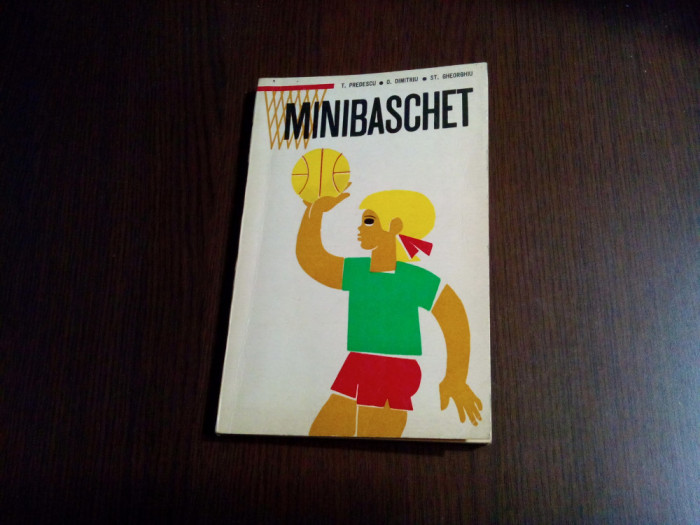 T. PREDESCU • D. DIMITRIU • ST. GHEORGHIU
MINIBASCHET